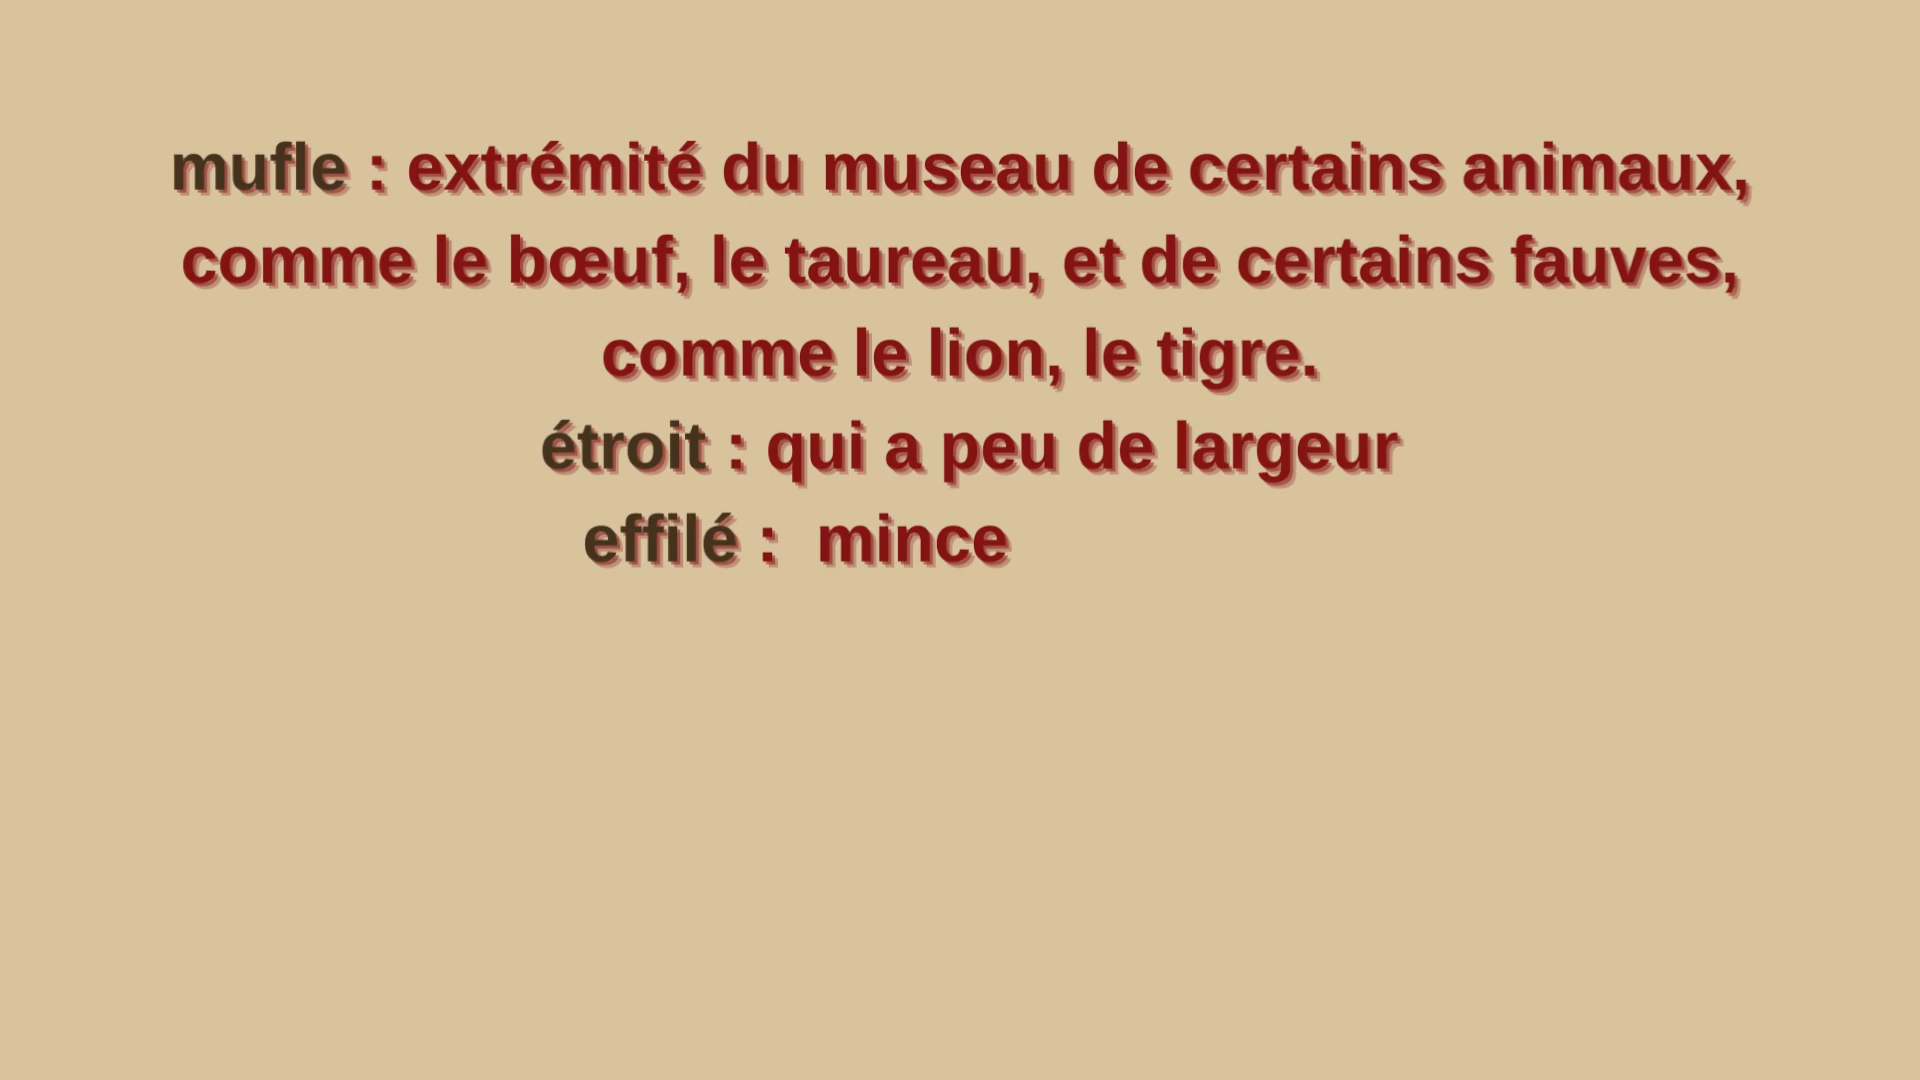 mufle : extrémité du museau de certains animaux,
comme le bœuf, le taureau, et de certains fauves,
comme le lion, le tigre.
étroit : qui a peu de largeur
effilé :  mince